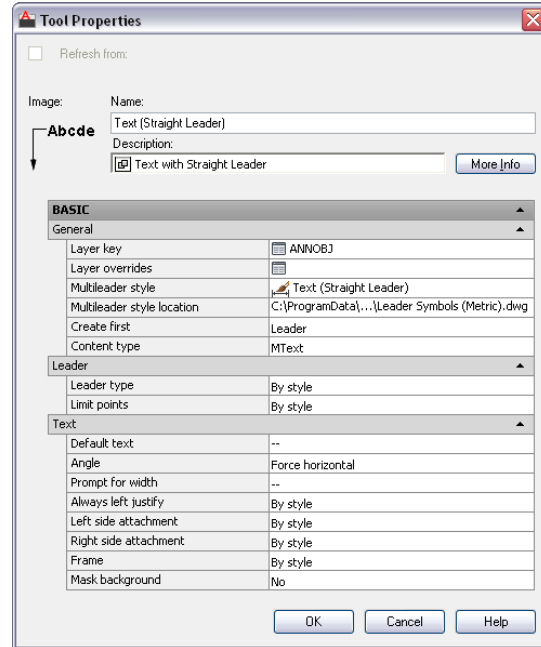 Tool Properties
Refresh from:
Image:
Name:
Abcde
Text (Straight Leader)
Description:
Text with Straight Leader
More Info
BASIC
General
Layer key ANNOBJ
Layer overrides
Multileader style Text (Straight Leader)
Multileader style location C:\ProgramData\...\Leader Symbols (Metric).dwg
Create first Leader
Content type MText
Leader
Leader type By style
Limit points By style
Text
Default text --
Angle Force horizontal
Prompt for width --
Always left justify By style
Left side attachment By style
Right side attachment By style
Frame By style
Mask background No
OK Cancel Help